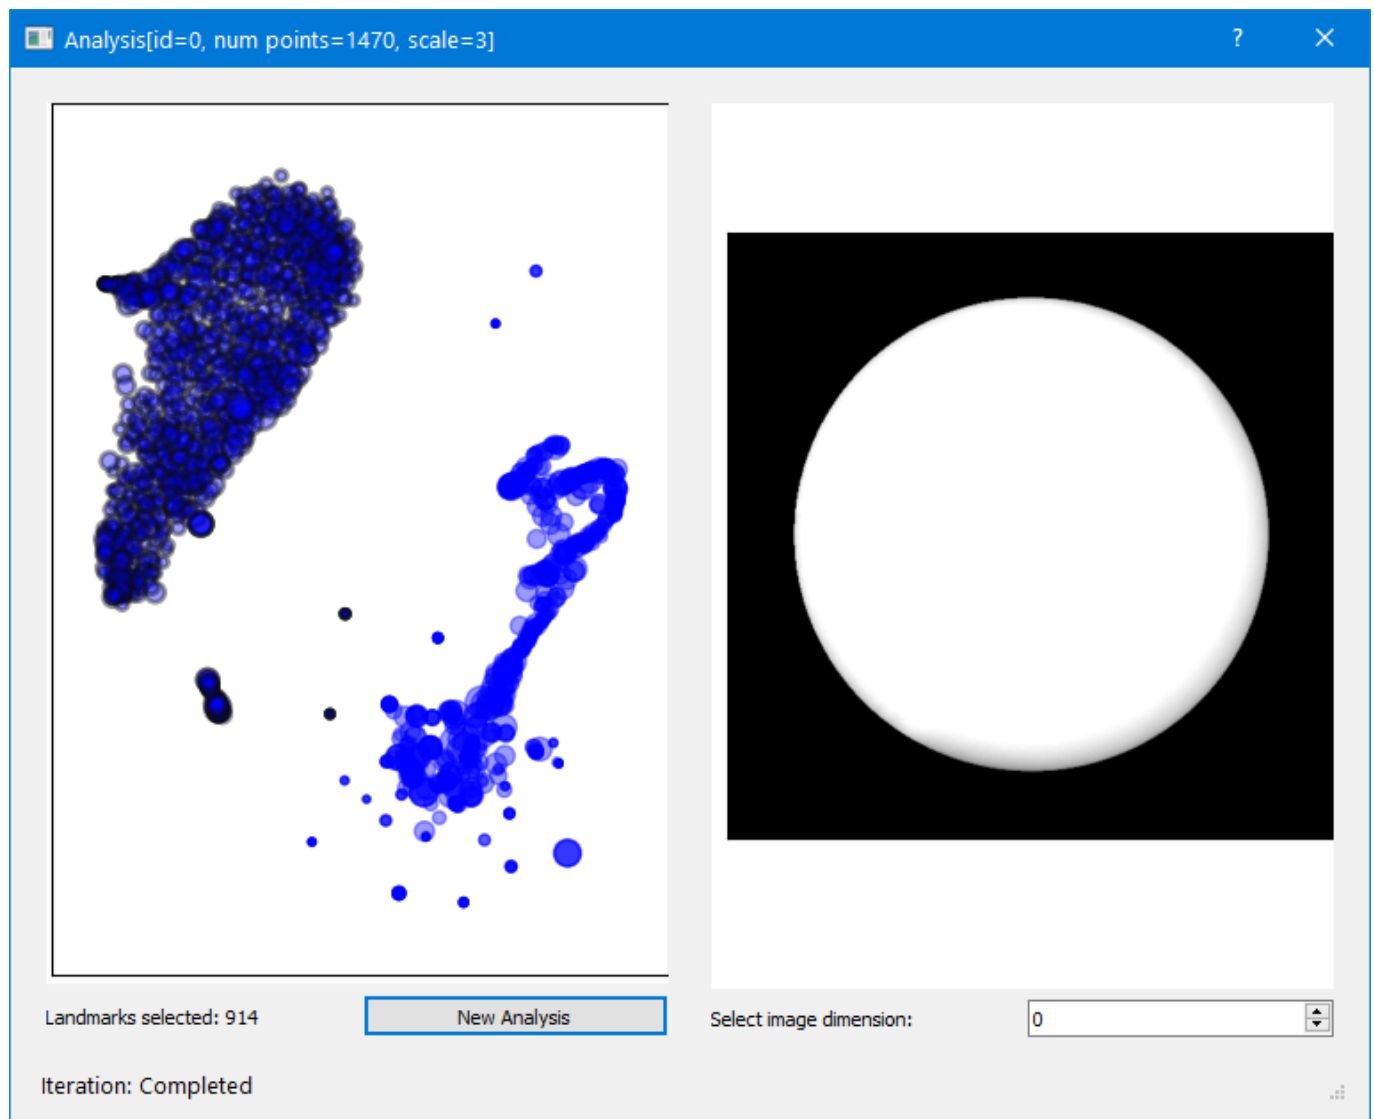 Analysis[id=0, num points=1470, scale=3]
?
Landmarks selected: 914
New Analysis
Select image dimension:
0
Iteration: Completed